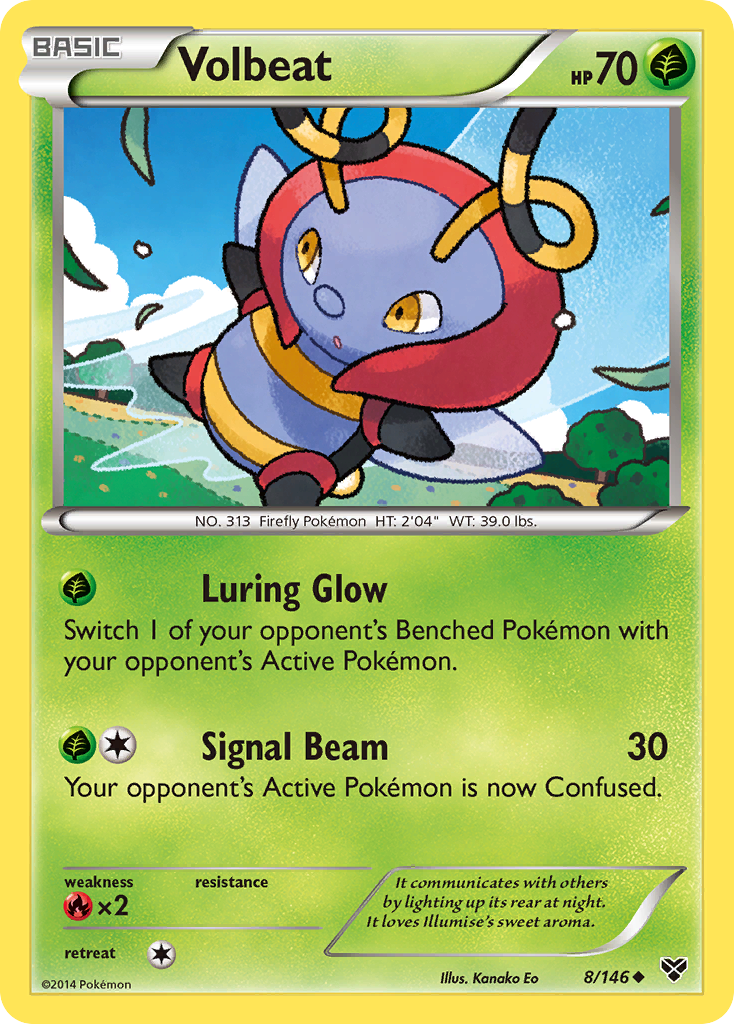 BASIC
Volbeat
HP 70
NO. 313 Firefly Pokémon HT: 2'04" WT: 39.0 lbs.
Luring Glow
Switch 1 of your opponent's Benched Pokémon with
your opponent's Active Pokémon.
Signal Beam 30
Your opponent's Active Pokémon is now Confused.
weakness resistance
×2
retreat
It communicates with others
by lighting up its rear at night.
It loves Illumise's sweet aroma.
©2014 Pokémon Illus. Kanako Eo 8/146